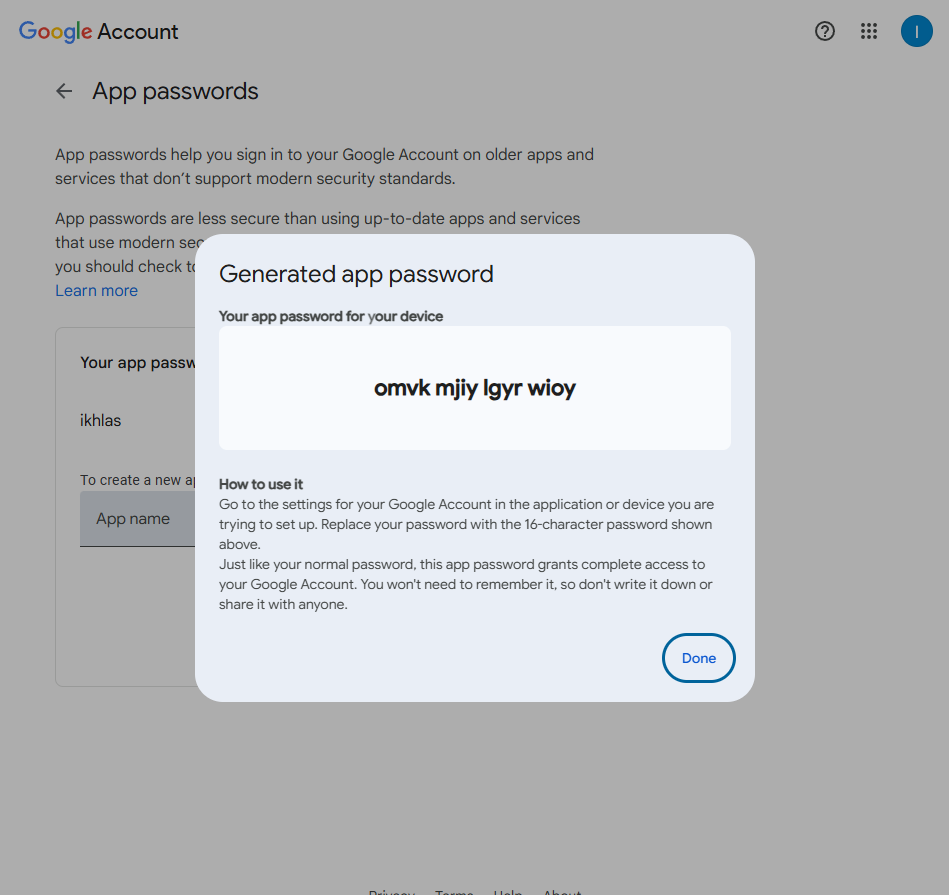 Google Account
I
App passwords
App passwords help you sign in to your Google Account on older apps and
services that don't support modern security standards.
App passwords are less secure than using up-to-date apps and services
that use modern
you should check
Learn more
Your app
ikhlas
To create a new
App name
Generated app password
Your app password for your device
omvk mjiy lgyr wioy
How to use it
Go to the settings for your Google Account in the application or device you are
trying to set up. Replace your password with the 16-character password shown
above.
Just like your normal password, this app password grants complete access to
your Google Account. You won't need to remember it, so don't write it down or
share it with anyone.
Done
Privacy Terms Help About